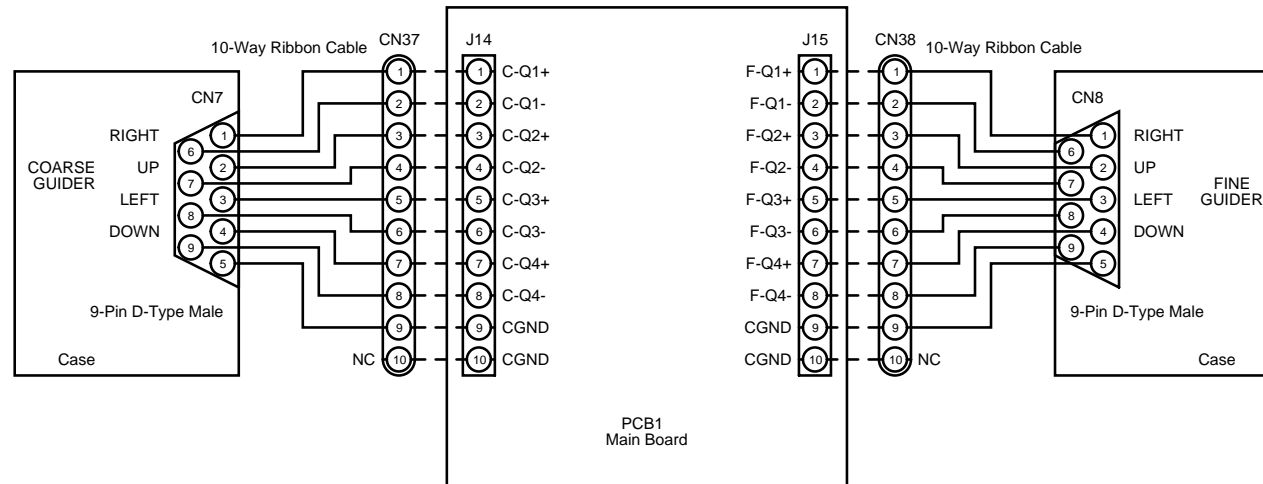 10-Way Ribbon Cable CN37 J14 J15 CN38 10-Way Ribbon Cable
CN7
COARSE
GUIDER
RIGHT
UP
LEFT
DOWN
1
2
3
4
5
6
7
8
9
9-Pin D-Type Male
Case
1
2
3
4
5
6
7
8
9
NC 10
1 C-Q1+
2 C-Q1-
3 C-Q2+
4 C-Q2-
5 C-Q3+
6 C-Q3-
7 C-Q4+
8 C-Q4-
9 CGND
10 CGND
F-Q1+ 1
F-Q1- 2
F-Q2+ 3
F-Q2- 4
F-Q3+ 5
F-Q3- 6
F-Q4+ 7
F-Q4- 8
CGND 9
CGND 10
1
2
3
4
5
6
7
8
9
10 NC
CN8
1 RIGHT
2 UP
3 LEFT
4 DOWN
5
6
7
8
9
FINE
GUIDER
9-Pin D-Type Male
Case
PCB1
Main Board